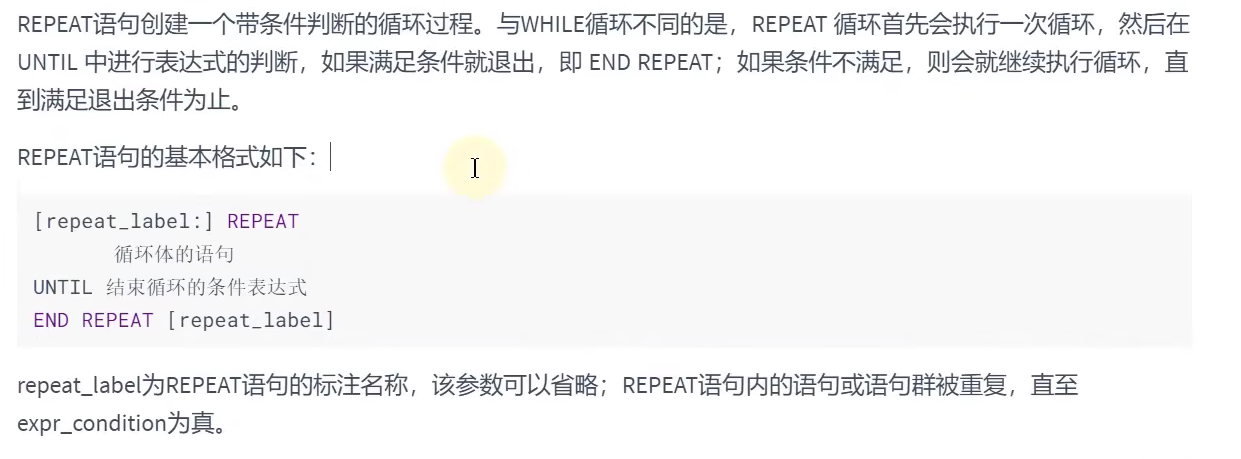 REPEAT语句创建一个带条件判断的循环过程。与WHILE循环不同的是，REPEAT 循环首先会执行一次循环，然后在
UNTIL 中进行表达式的判断，如果满足条件就退出，即 END REPEAT；如果条件不满足，则会就继续执行循环，直
到满足退出条件为止。
REPEAT语句的基本格式如下：
[repeat_label:] REPEAT
循环体的语句
UNTIL 结束循环的条件表达式
END REPEAT [repeat_label]
repeat_label为REPEAT语句的标注名称，该参数可以省略；REPEAT语句内的语句或语句群被重复，直至
expr_condition为真。